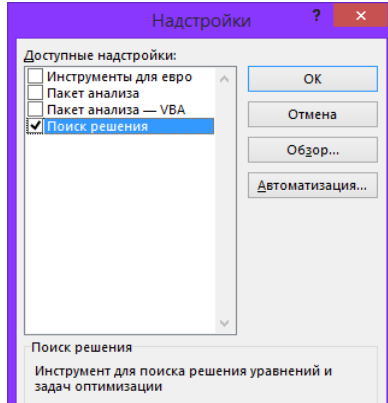 Надстройки
?
×
Доступные надстройки:
Инструменты для евро
Пакет анализа
Пакет анализа — VBA
Поиск решения
ОК
Отмена
Обзор...
Автоматизация...
Поиск решения
Инструмент для поиска решения уравнений и
задач оптимизации